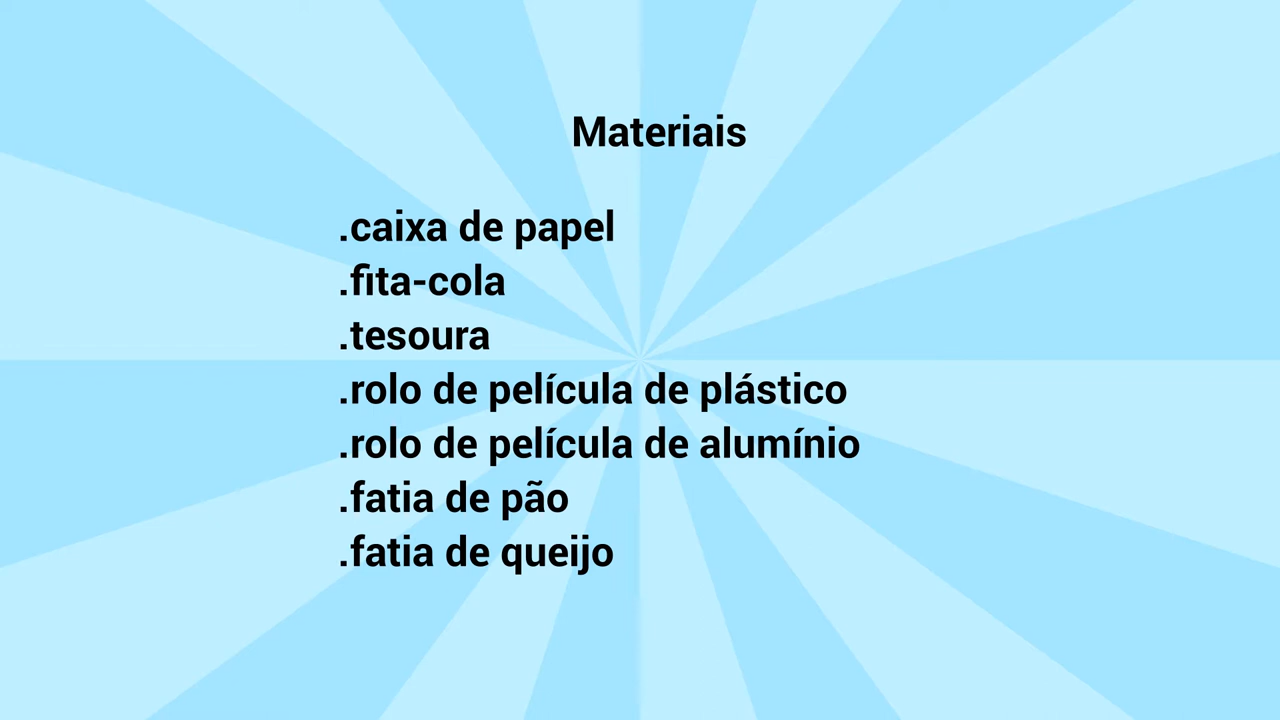 Materiais
.caixa de papel
.fita-cola
.tesoura
.rolo de película de plástico
.rolo de película de alumínio
.fatia de pão
.fatia de queijo